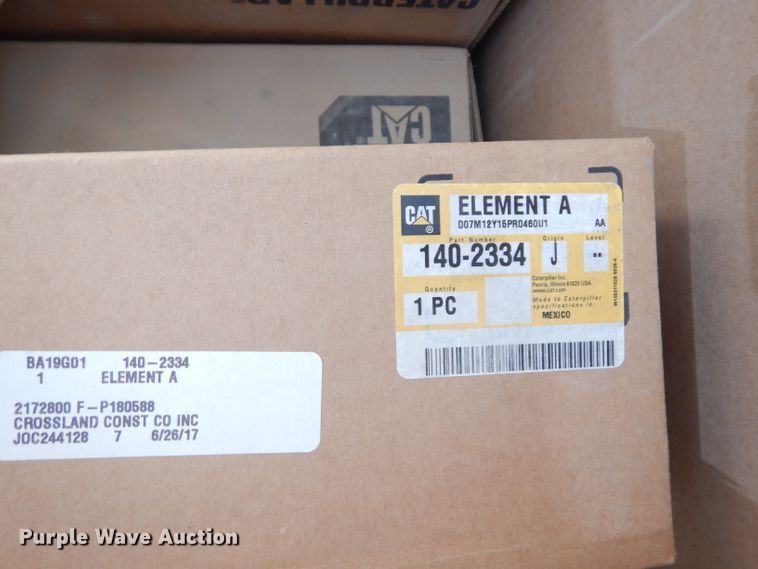 CATERPILLAR
CAT
CAT
®
ELEMENT A
D07M12Y15PR0460U1 AA
Part Number Origin Level
140-2334 J --
Caterpillar Inc.
Peoria, Illinois 61629 USA
www.cat.com
Quantity
1 PC
Made to Caterpillar
specifications in:
MEXICO
BA19G01 140-2334
1 ELEMENT A
2172800 F-P180588
CROSSLAND CONST CO INC
JOC244128 7 6/26/17
Purple Wave Auction